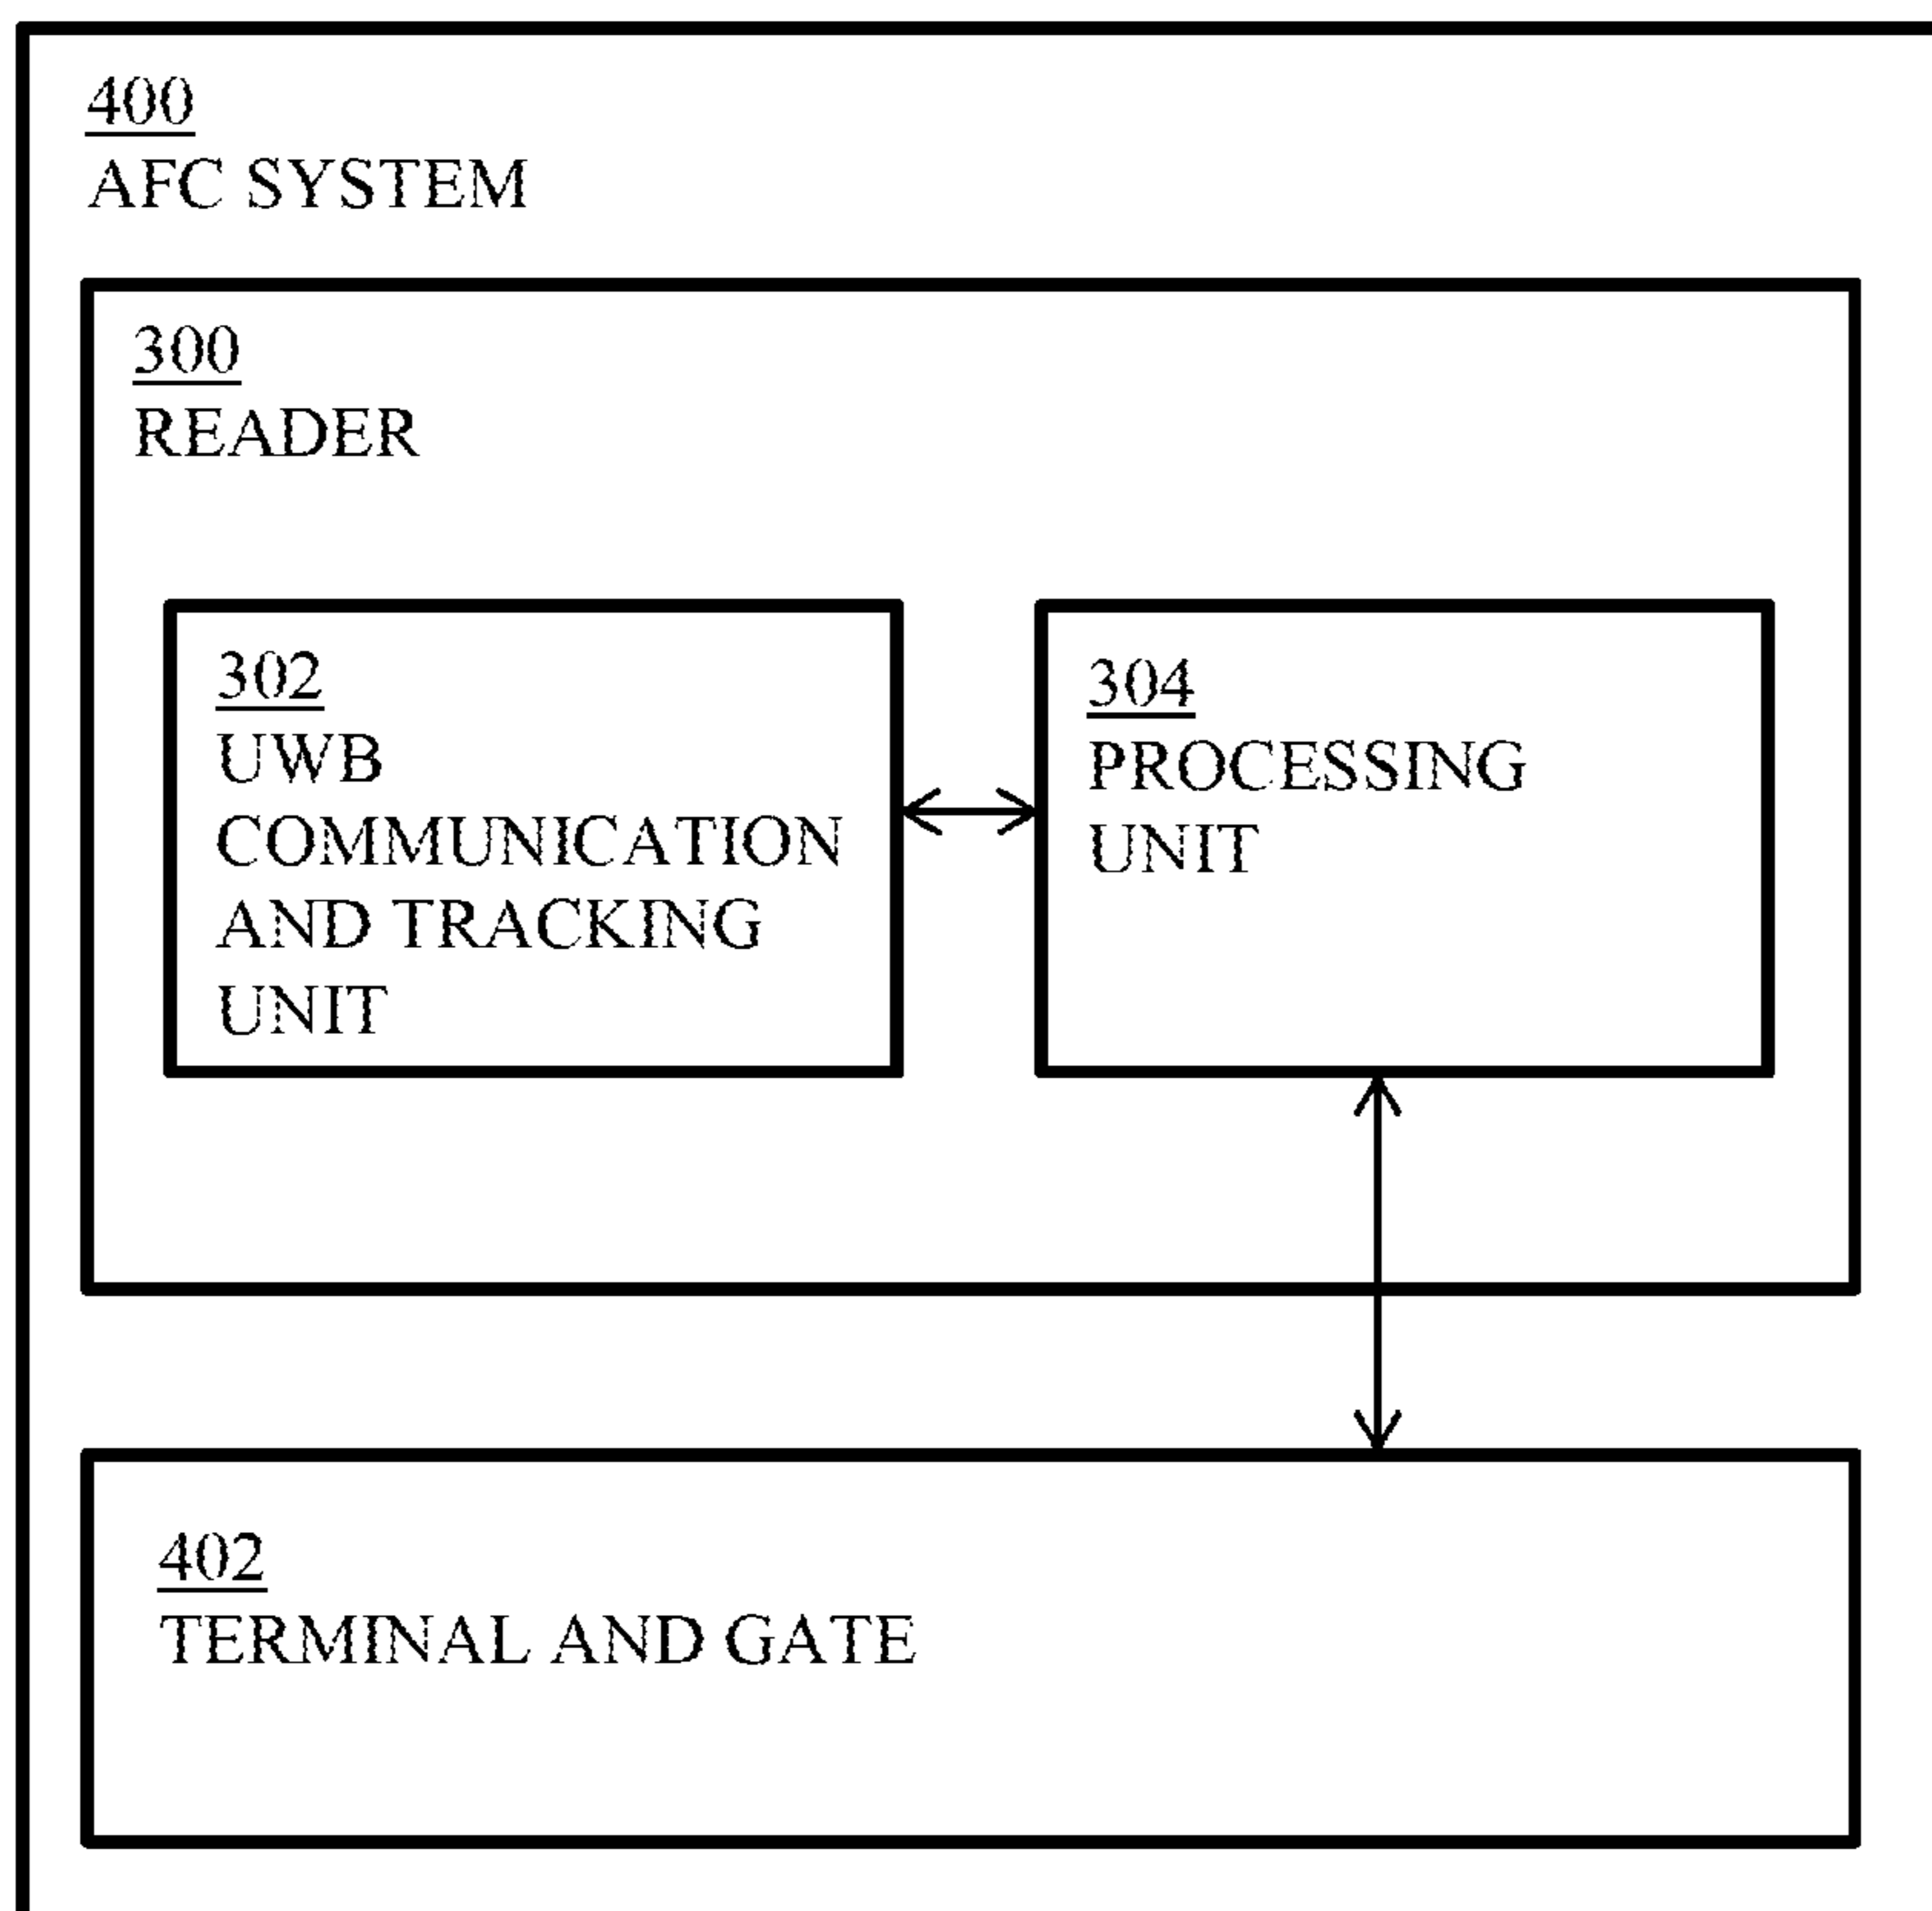 400
AFC SYSTEM
300
READER
302
UWB
COMMUNICATION
AND TRACKING
UNIT
304
PROCESSING
UNIT
402
TERMINAL AND GATE